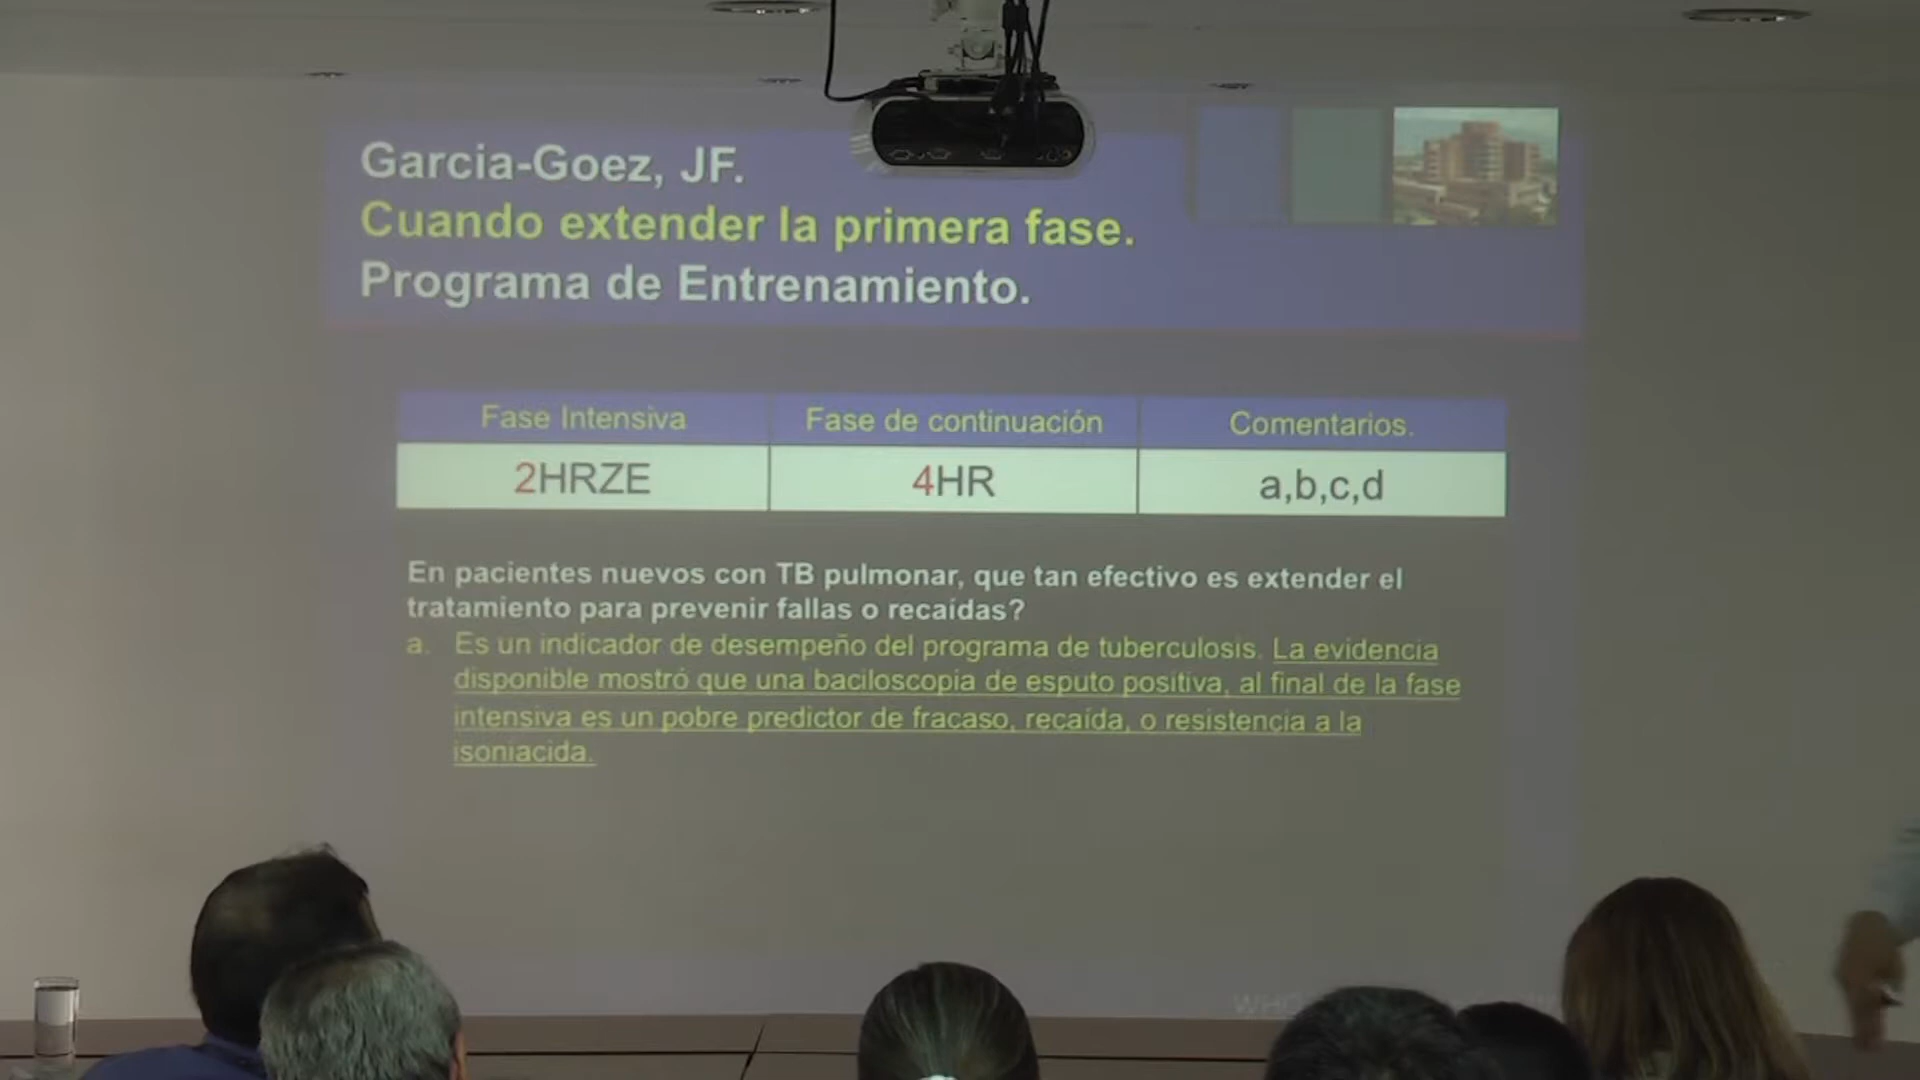 Garcia-Goez, JF.
Cuando extender la primera fase.
Programa de Entrenamiento.
Fase Intensiva
Fase de continuación
Comentarios.
2HRZE
4HR
a,b,c,d
En pacientes nuevos con TB pulmonar, que tan efectivo es extender el
tratamiento para prevenir fallas o recaídas?
a. Es un indicador de desempeño del programa de tuberculosis. La evidencia
disponible mostró que una baciloscopia de esputo positiva, al final de la fase
intensiva es un pobre predictor de fracaso, recaída, o resistencia a la
isoniacida.